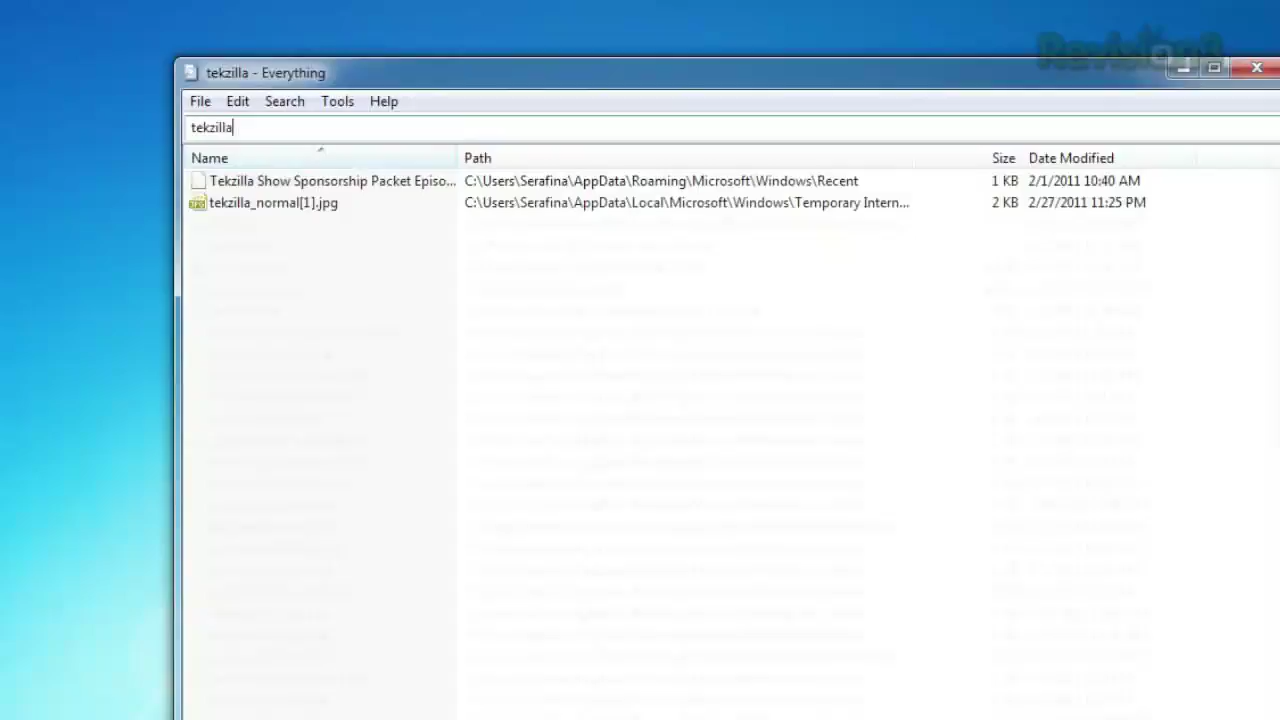 Revision3
tekzilla - Everything
File Edit Search Tools Help
tekzilla
Name Path Size Date Modified
Tekzilla Show Sponsorship Packet Episo... C:\Users\Serafina\AppData\Roaming\Microsoft\Windows\Recent 1 KB 2/1/2011 10:40 AM
tekzilla_normal[1].jpg C:\Users\Serafina\AppData\Local\Microsoft\Windows\Temporary Intern... 2 KB 2/27/2011 11:25 PM